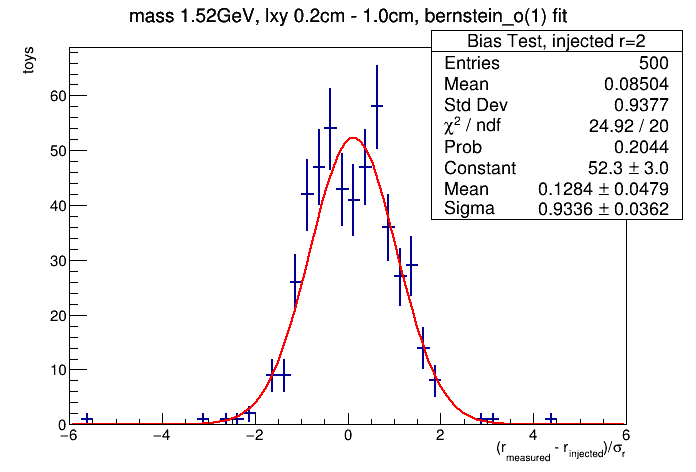 mass 1.52GeV, lxy 0.2cm - 1.0cm, bernstein_o(1) fit
Bias Test, injected r=2
Entries 500
Mean 0.08504
Std Dev 0.9377
χ² / ndf 24.92 / 20
Prob 0.2044
Constant 52.3 ± 3.0
Mean 0.1284 ± 0.0479
Sigma 0.9336 ± 0.0362
toys
60
50
40
30
20
10
0
−6 −4 −2 0 2 4 6
(r_measured - r_injected)/σ_r